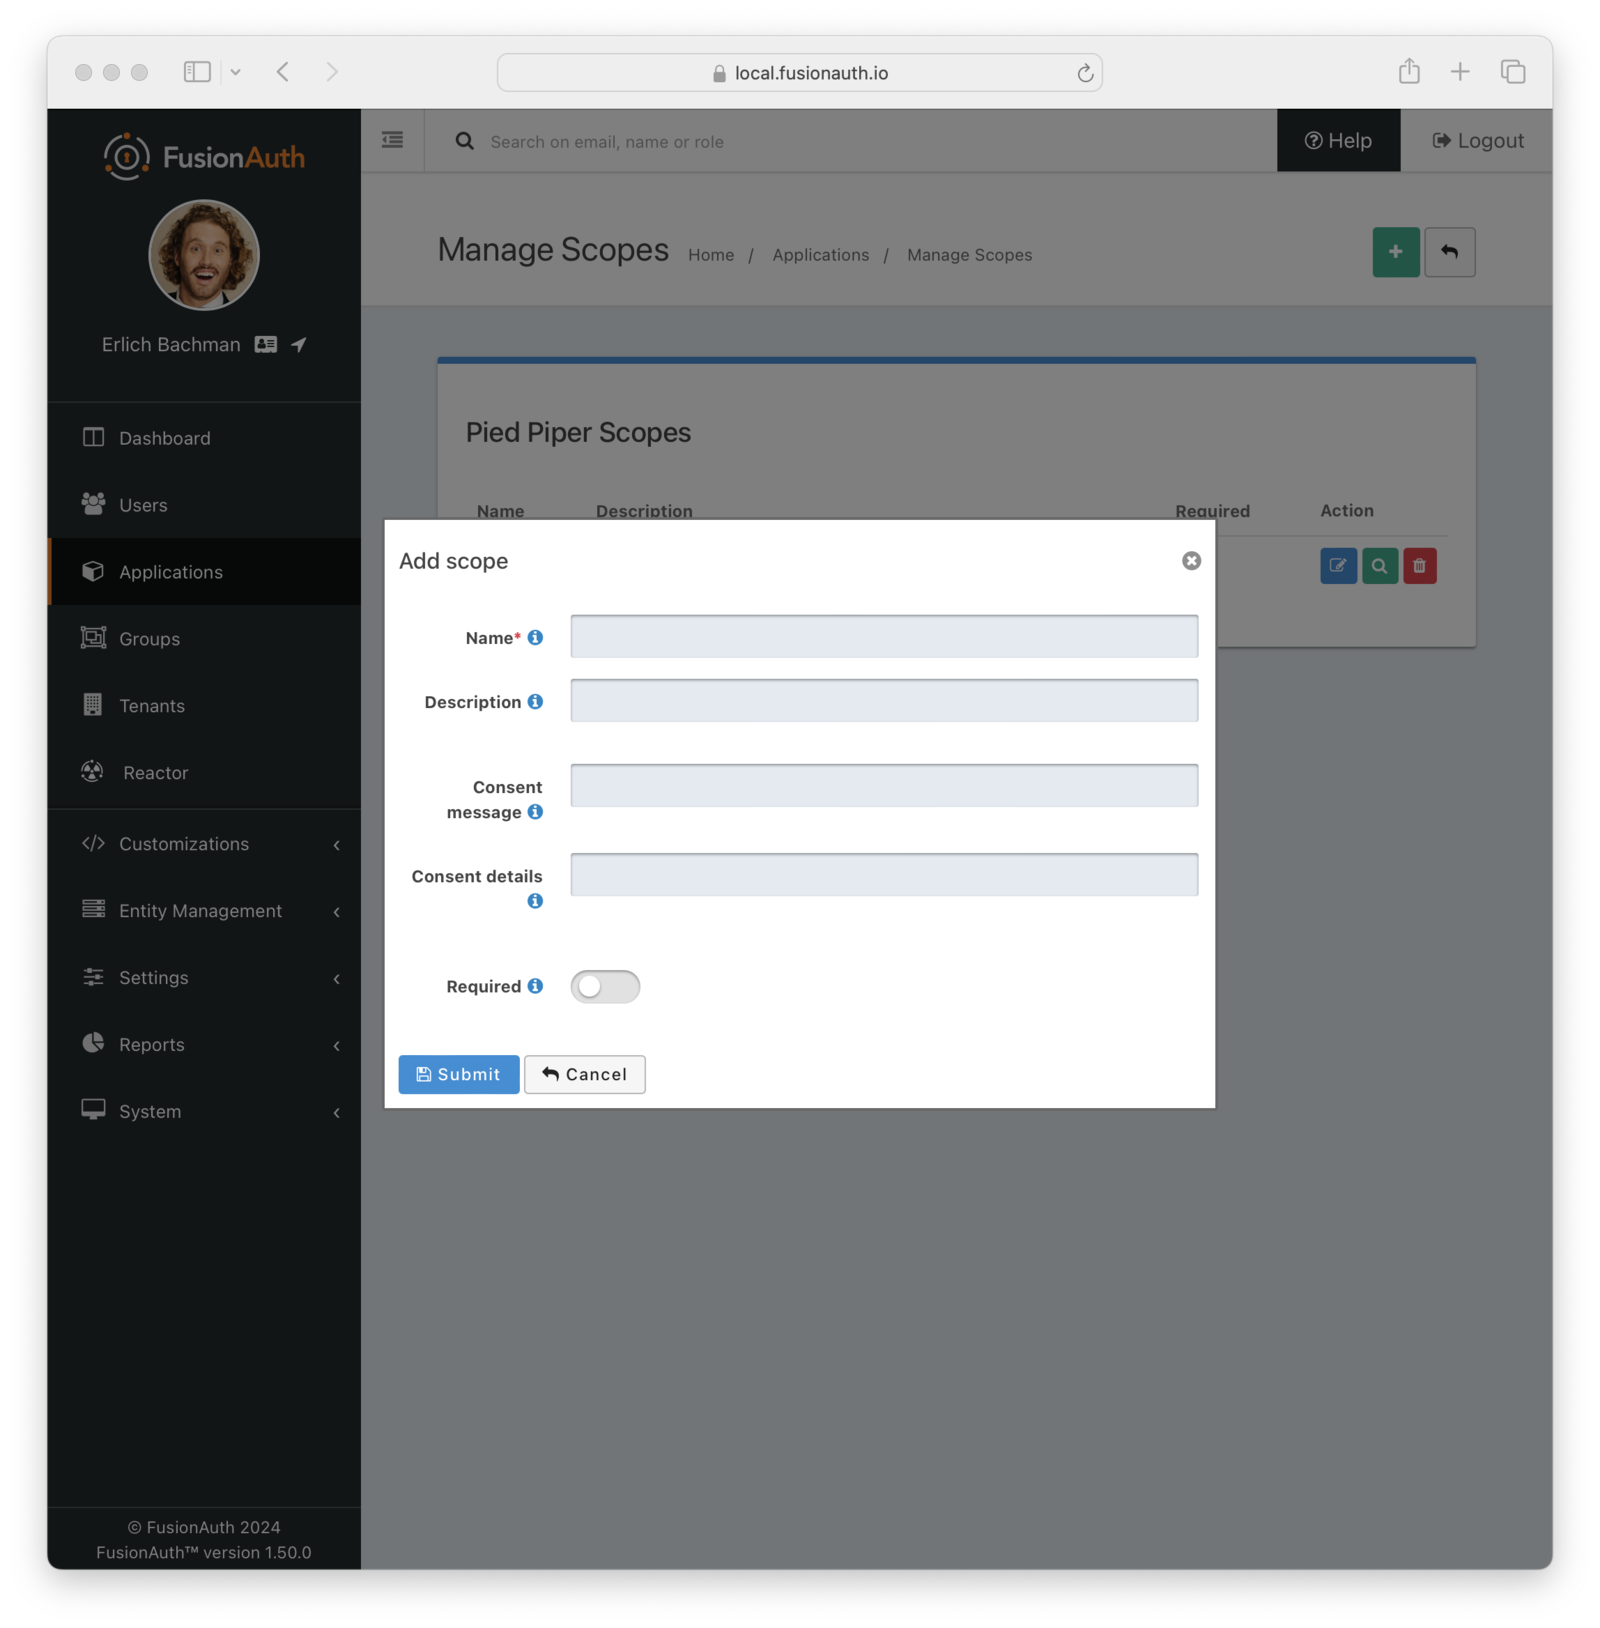 local.fusionauth.io
FusionAuth
Search on email, name or role
Help
Logout
Erlich Bachman
Manage Scopes
Home / Applications / Manage Scopes
Dashboard
Users
Applications
Groups
Tenants
Reactor
Customizations
Entity Management
Settings
Reports
System
© FusionAuth 2024
FusionAuth™ version 1.50.0
Pied Piper Scopes
Name Description Required Action
Add scope
Name*
Description
Consent
message
Consent details
Required
Submit
Cancel